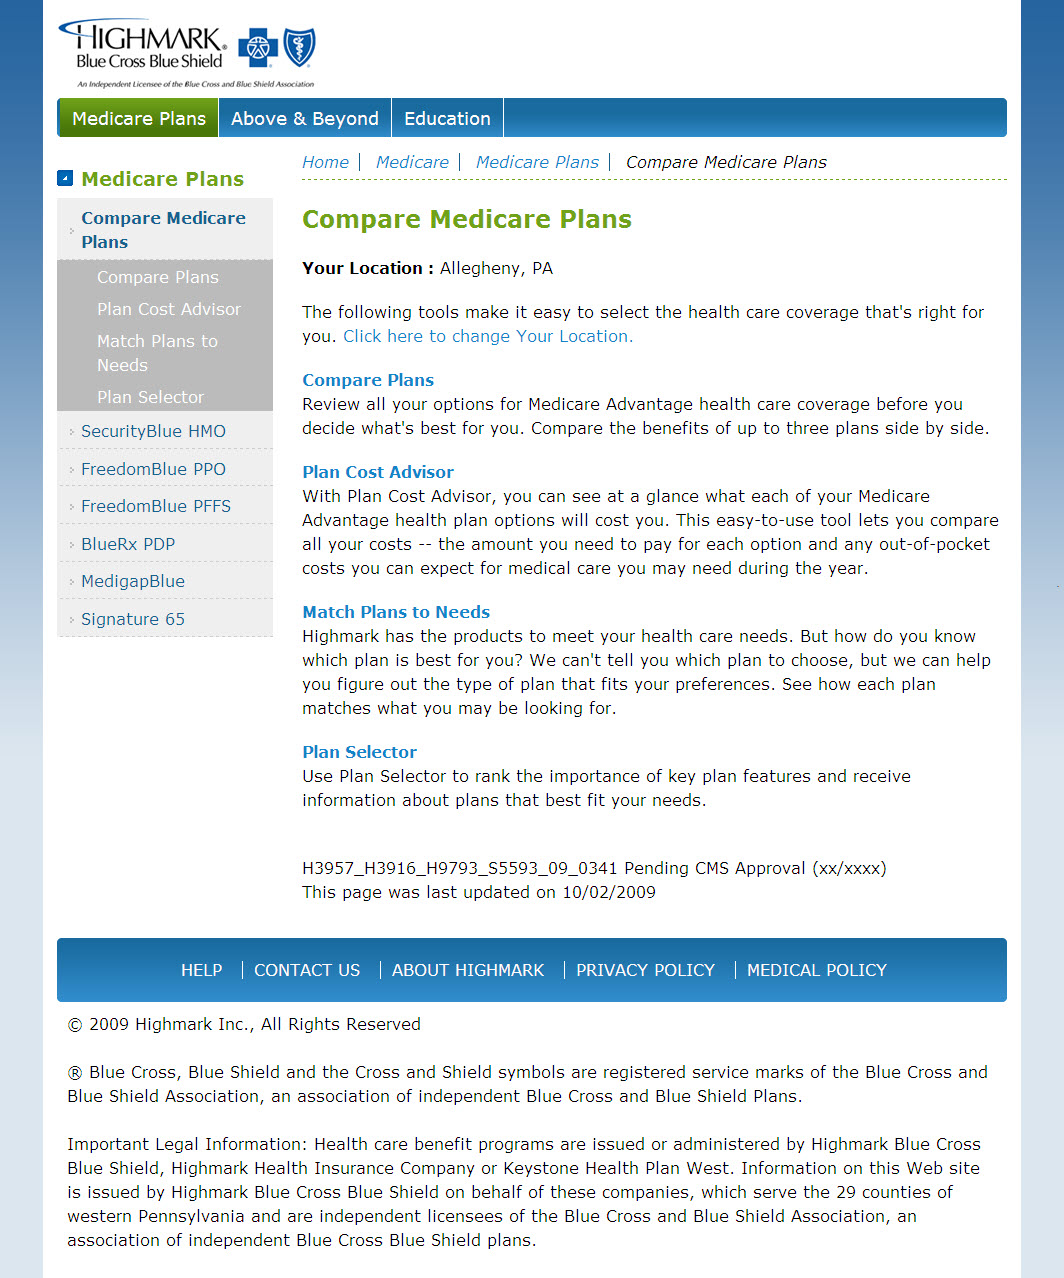 HIGHMARK®
Blue Cross Blue Shield
An Independent Licensee of the Blue Cross and Blue Shield Association
Medicare Plans
Above & Beyond
Education
Home | Medicare | Medicare Plans | Compare Medicare Plans
Medicare Plans
Compare Medicare
Plans
Compare Plans
Plan Cost Advisor
Match Plans to
Needs
Plan Selector
SecurityBlue HMO
FreedomBlue PPO
FreedomBlue PFFS
BlueRx PDP
MedigapBlue
Signature 65
Compare Medicare Plans
Your Location : Allegheny, PA
The following tools make it easy to select the health care coverage that's right for
you. Click here to change Your Location.
Compare Plans
Review all your options for Medicare Advantage health care coverage before you
decide what's best for you. Compare the benefits of up to three plans side by side.
Plan Cost Advisor
With Plan Cost Advisor, you can see at a glance what each of your Medicare
Advantage health plan options will cost you. This easy-to-use tool lets you compare
all your costs -- the amount you need to pay for each option and any out-of-pocket
costs you can expect for medical care you may need during the year.
Match Plans to Needs
Highmark has the products to meet your health care needs. But how do you know
which plan is best for you? We can't tell you which plan to choose, but we can help
you figure out the type of plan that fits your preferences. See how each plan
matches what you may be looking for.
Plan Selector
Use Plan Selector to rank the importance of key plan features and receive
information about plans that best fit your needs.
H3957_H3916_H9793_S5593_09_0341 Pending CMS Approval (xx/xxxx)
This page was last updated on 10/02/2009
HELP | CONTACT US | ABOUT HIGHMARK | PRIVACY POLICY | MEDICAL POLICY
© 2009 Highmark Inc., All Rights Reserved
® Blue Cross, Blue Shield and the Cross and Shield symbols are registered service marks of the Blue Cross and
Blue Shield Association, an association of independent Blue Cross and Blue Shield Plans.
Important Legal Information: Health care benefit programs are issued or administered by Highmark Blue Cross
Blue Shield, Highmark Health Insurance Company or Keystone Health Plan West. Information on this Web site
is issued by Highmark Blue Cross Blue Shield on behalf of these companies, which serve the 29 counties of
western Pennsylvania and are independent licensees of the Blue Cross and Blue Shield Association, an
association of independent Blue Cross Blue Shield plans.